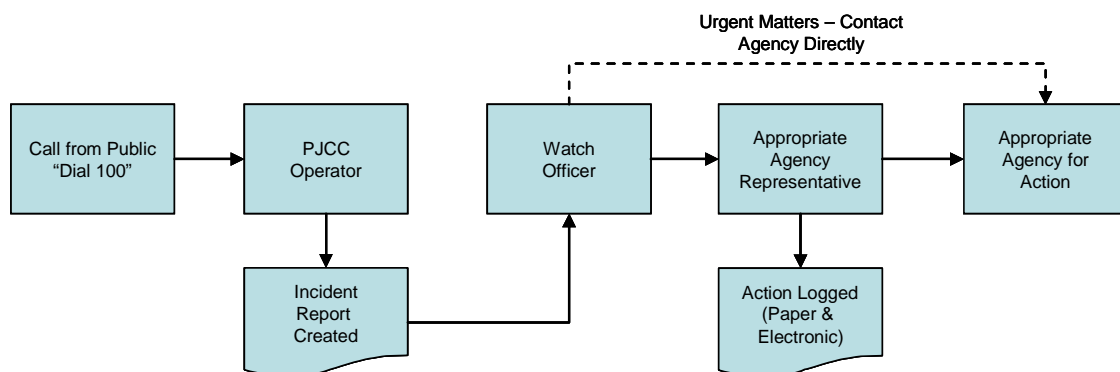 Urgent Matters – Contact
Agency Directly
Call from Public
“Dial 100”
PJCC
Operator
Watch
Officer
Appropriate
Agency
Representative
Appropriate
Agency for
Action
Incident
Report
Created
Action Logged
(Paper &
Electronic)